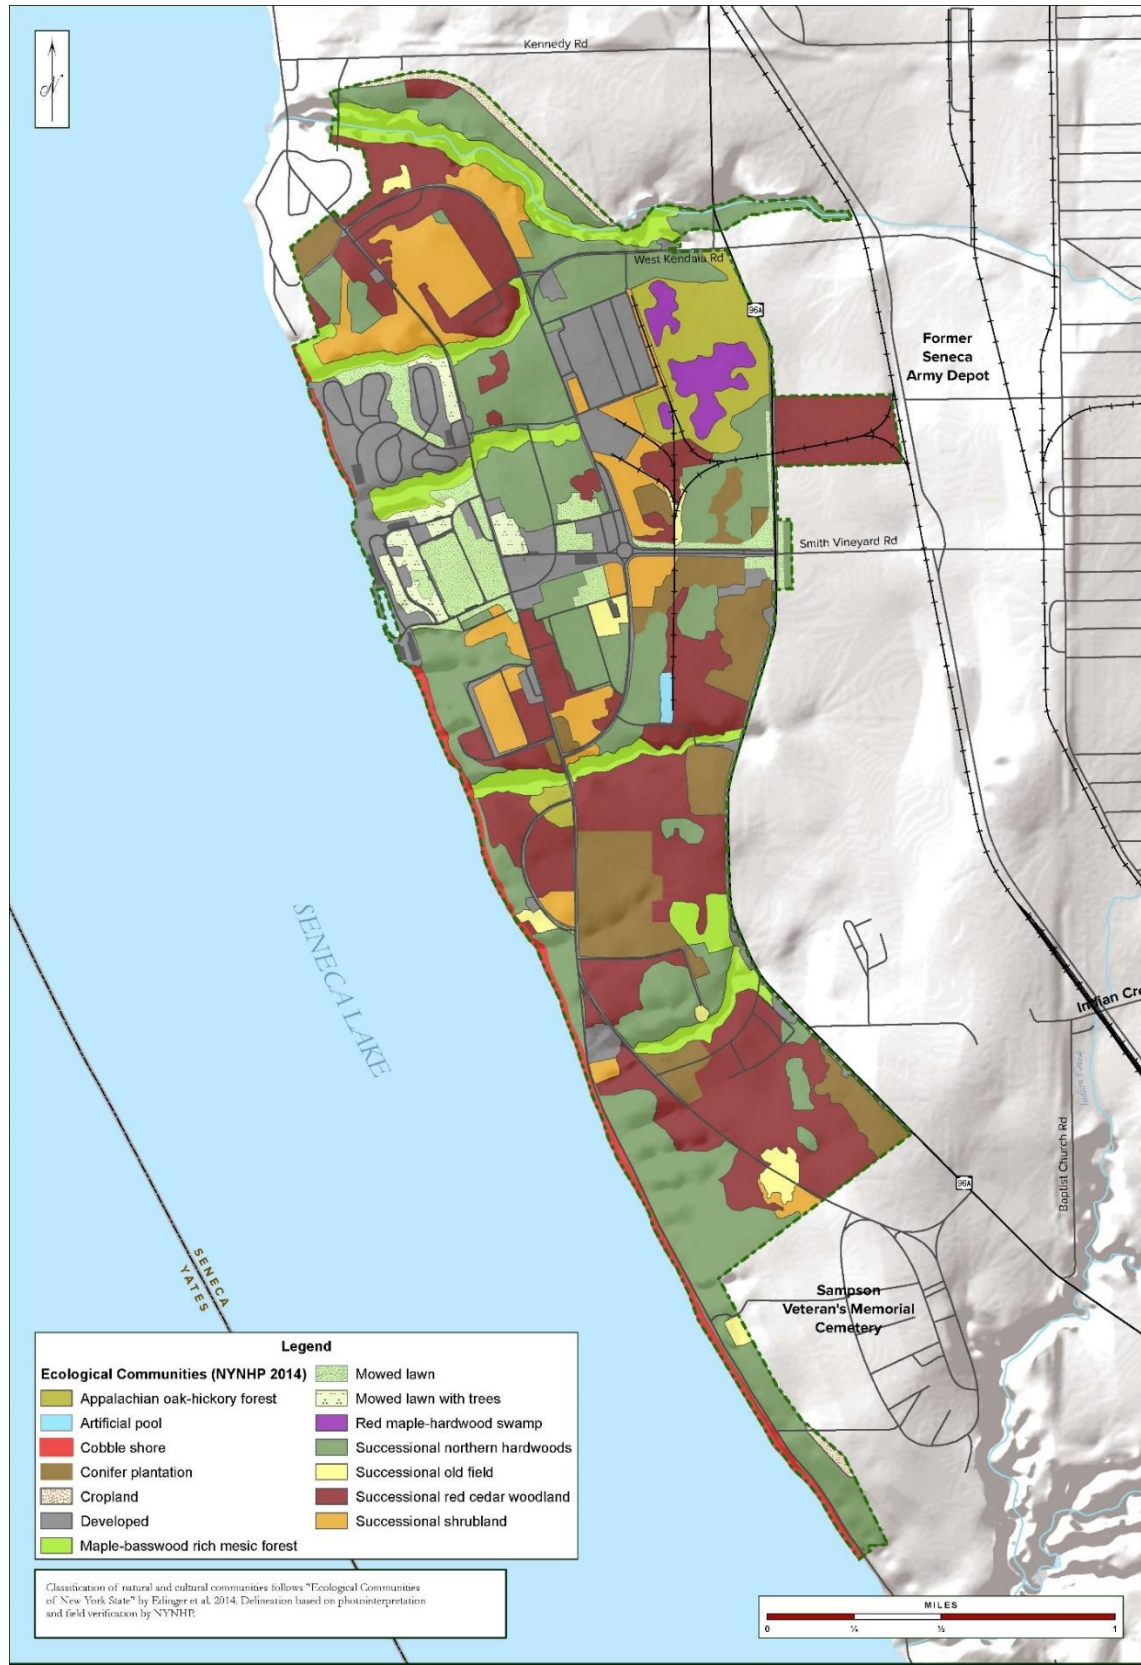 N
Kennedy Rd
West Kendaia Rd
96A
Former
Seneca
Army Depot
Smith Vineyard Rd
SENECA LAKE
Indian Cre
Indian Creek
Baptist Church Rd
96A
SENECA
YATES
Sampson
Veteran's Memorial
Cemetery
Legend
Ecological Communities (NYNHP 2014)
Appalachian oak-hickory forest
Artificial pool
Cobble shore
Conifer plantation
Cropland
Developed
Maple-basswood rich mesic forest
Mowed lawn
Mowed lawn with trees
Red maple-hardwood swamp
Successional northern hardwoods
Successional old field
Successional red cedar woodland
Successional shrubland
Classification of natural and cultural communities follows "Ecological Communities
of New York State" by Edinger et al. 2014. Delineation based on photointerpretation
and field verification by NYNHP.
MILES
0 ¼ ½ 1